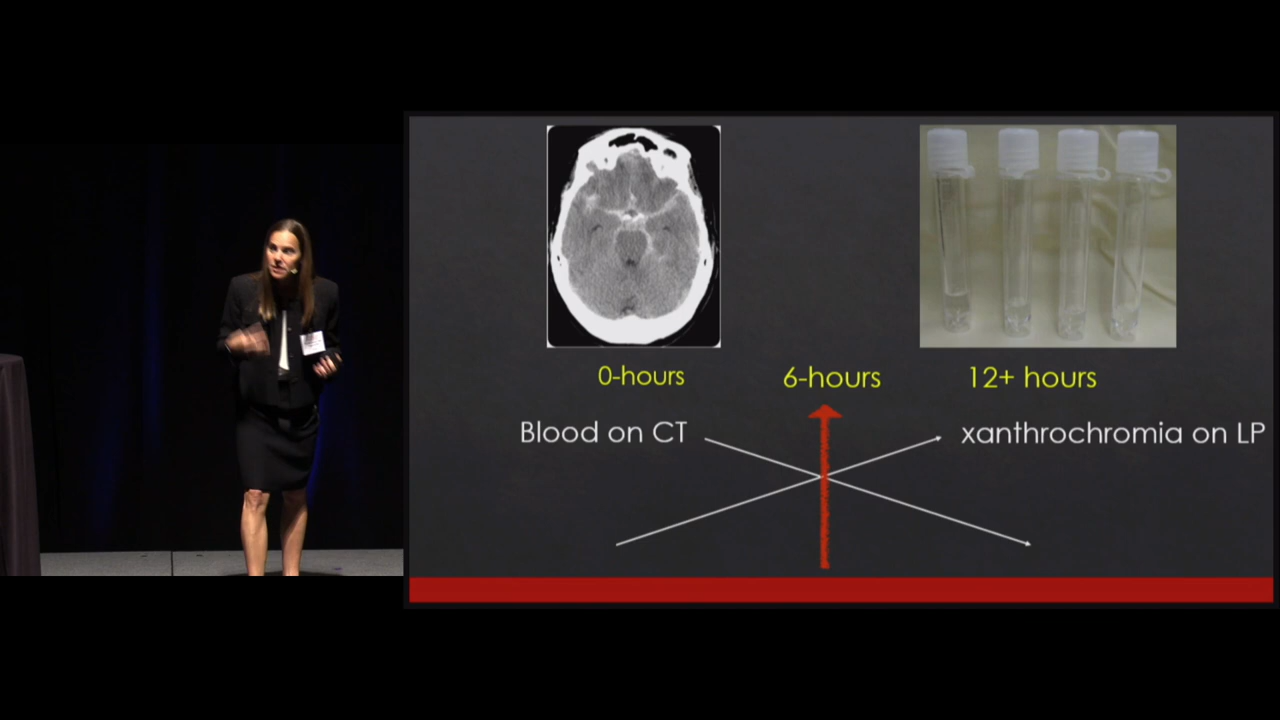 0-hours
6-hours
12+ hours
Blood on CT
xanthrochromia on LP